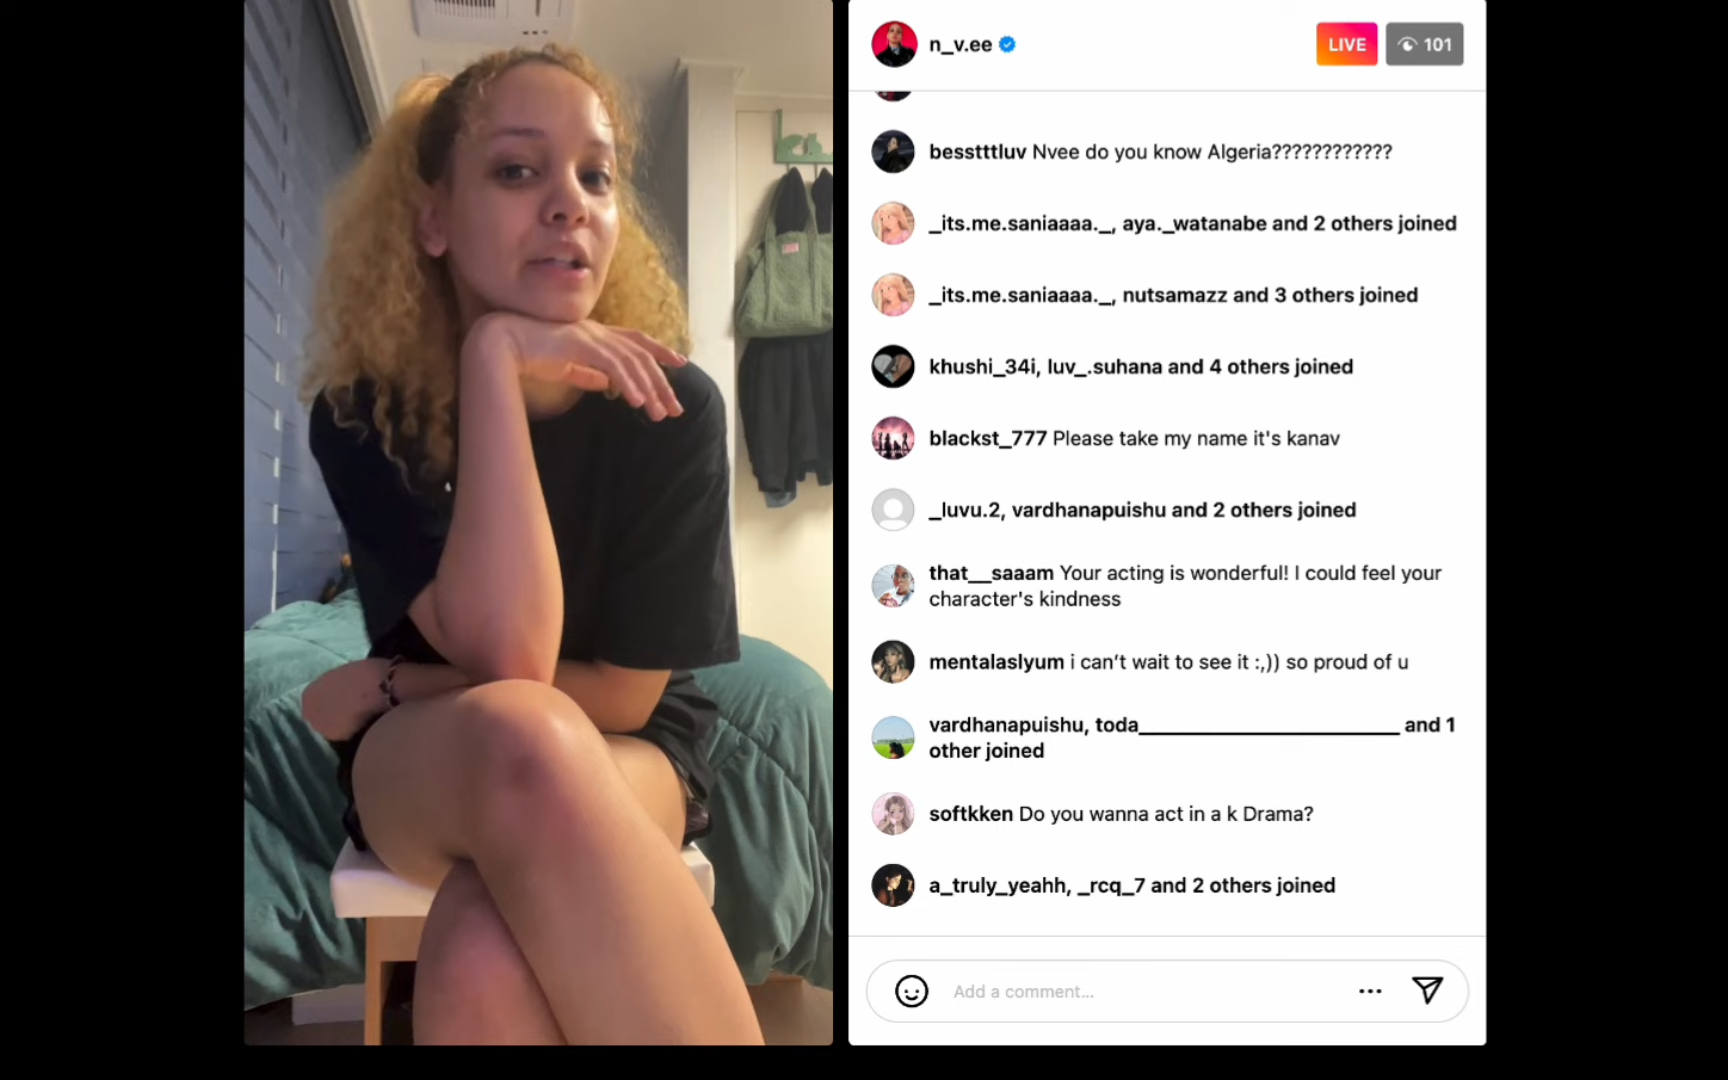 n_v.ee
LIVE
101
besstttluv Nvee do you know Algeria????????????
_its.me.saniaaaa._, aya._watanabe and 2 others joined
_its.me.saniaaaa._, nutsamazz and 3 others joined
khushi_34i, luv_.suhana and 4 others joined
blackst_777 Please take my name it's kanav
_luvu.2, vardhanapuishu and 2 others joined
that__saaam Your acting is wonderful! I could feel your
character's kindness
mentalaslyum i can’t wait to see it :,)) so proud of u
vardhanapuishu, toda______________________ and 1
other joined
softkken Do you wanna act in a k Drama?
a_truly_yeahh, _rcq_7 and 2 others joined
Add a comment...